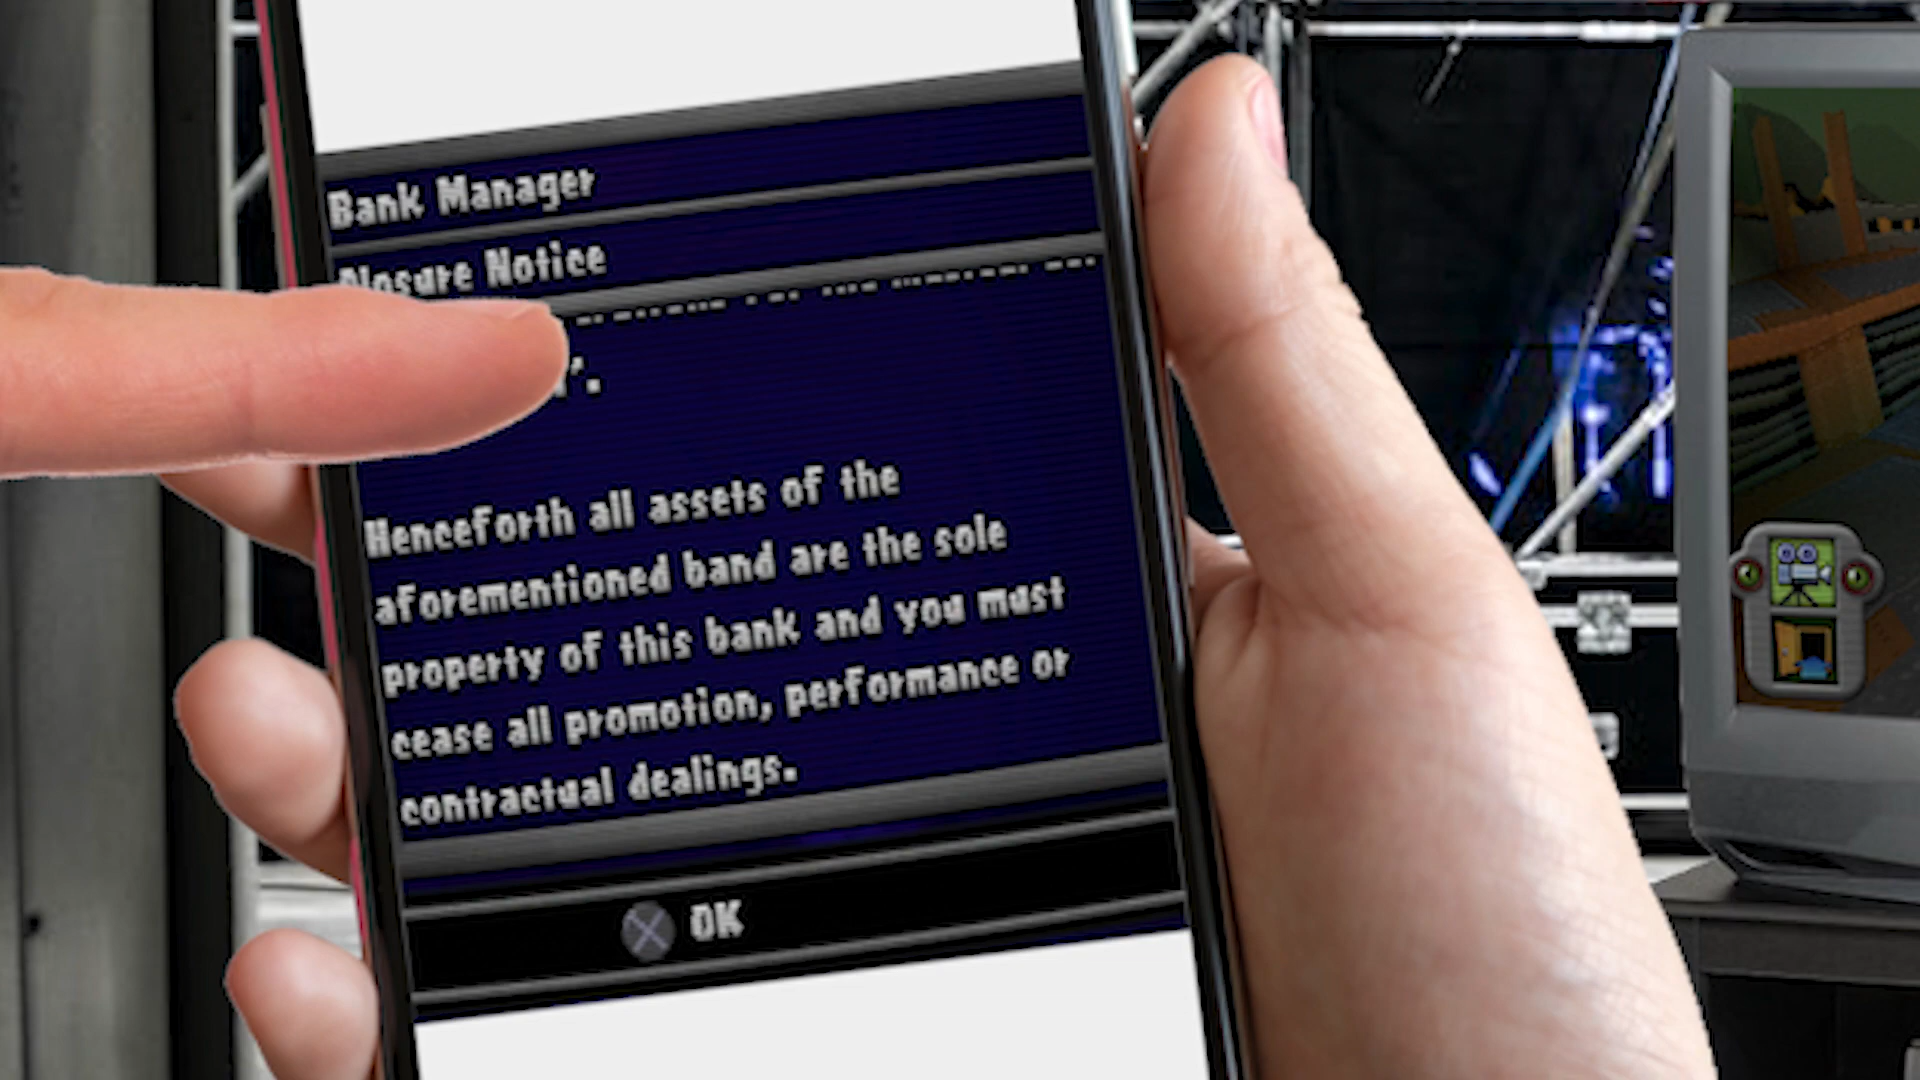 Bank Manager
Closure Notice
Henceforth all assets of the
aforementioned band are the sole
property of this bank and you must
cease all promotion, performance or
contractual dealings.
OK